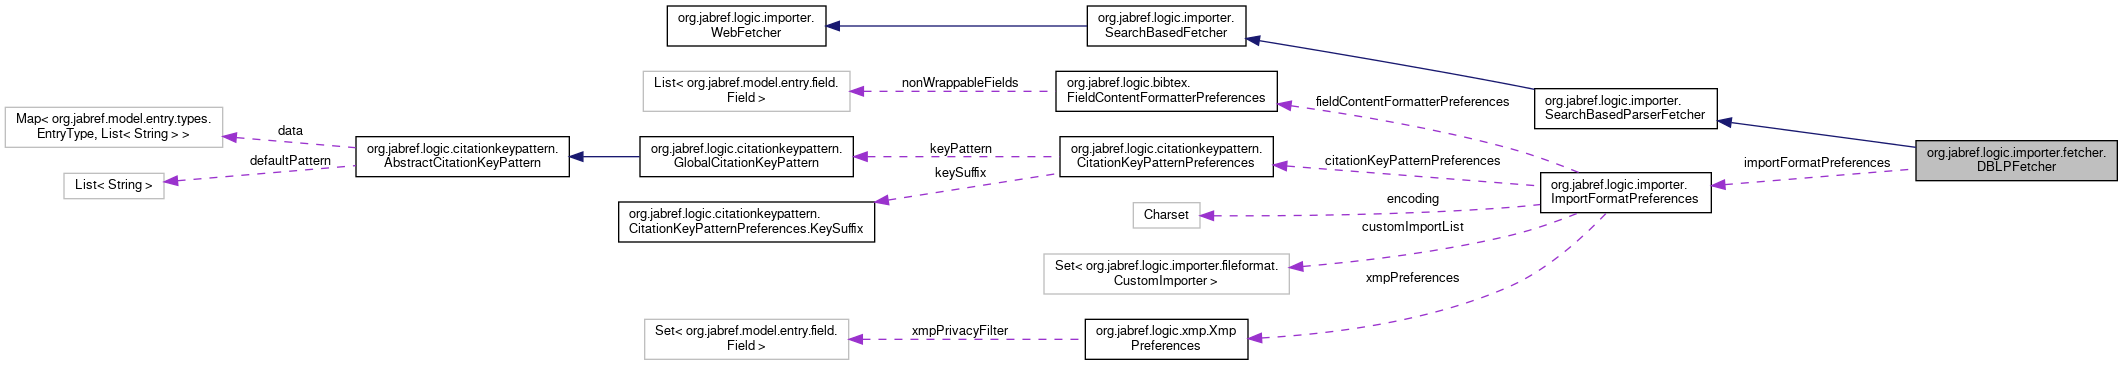 org.jabref.logic.importer.
WebFetcher
org.jabref.logic.importer.
SearchBasedFetcher
List< org.jabref.model.entry.field.
Field >
nonWrappableFields
org.jabref.logic.bibtex.
FieldContentFormatterPreferences
fieldContentFormatterPreferences
org.jabref.logic.importer.
SearchBasedParserFetcher
Map< org.jabref.model.entry.types.
EntryType, List< String > >
data
defaultPattern
List< String >
org.jabref.logic.citationkeypattern.
AbstractCitationKeyPattern
org.jabref.logic.citationkeypattern.
GlobalCitationKeyPattern
keyPattern
keySuffix
org.jabref.logic.citationkeypattern.
CitationKeyPatternPreferences
citationKeyPatternPreferences
importFormatPreferences
org.jabref.logic.importer.fetcher.
DBLPFetcher
org.jabref.logic.importer.
ImportFormatPreferences
org.jabref.logic.citationkeypattern.
CitationKeyPatternPreferences.KeySuffix
Charset
encoding
customImportList
Set< org.jabref.logic.importer.fileformat.
CustomImporter >
xmpPreferences
Set< org.jabref.model.entry.field.
Field >
xmpPrivacyFilter
org.jabref.logic.xmp.Xmp
Preferences